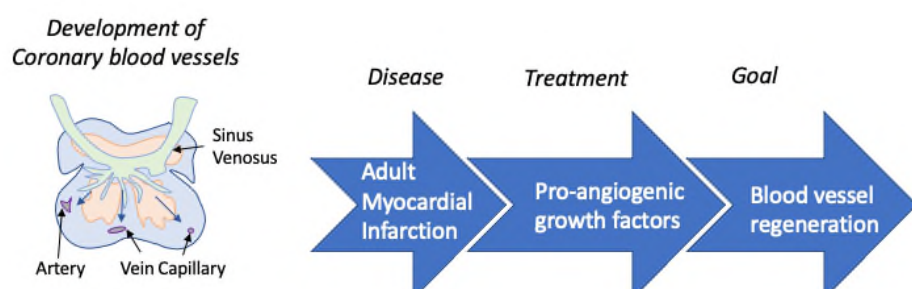 Development of
Coronary blood vessels
Sinus
Venosus
Artery
Vein
Capillary
Disease
Treatment
Goal
Adult
Myocardial
Infarction
Pro-angiogenic
growth factors
Blood vessel
regeneration